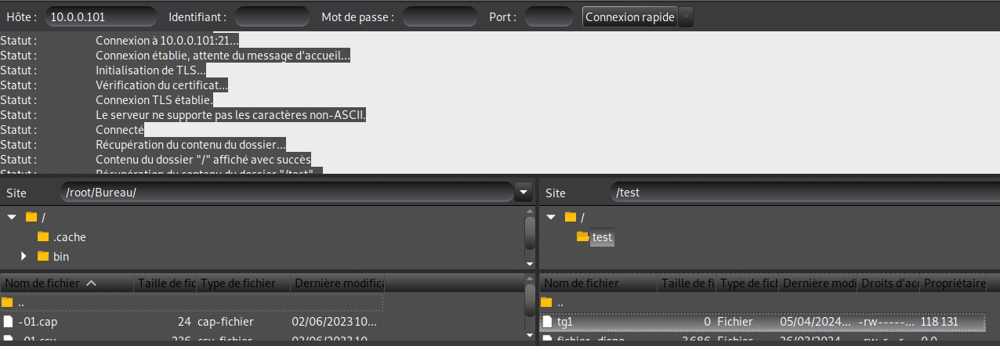 Hôte : 10.0.0.101 Identifiant : Mot de passe : Port : Connexion rapide
Statut : Connexion à 10.0.0.101:21...
Statut : Connexion établie, attente du message d'accueil...
Statut : Initialisation de TLS...
Statut : Vérification du certificat...
Statut : Connexion TLS établie.
Statut : Le serveur ne supporte pas les caractères non-ASCII.
Statut : Connecté
Statut : Récupération du contenu du dossier...
Statut : Contenu du dossier "/" affiché avec succès
Statut : Récupération du contenu du dossier "/test"...
Site /root/Bureau/
/
.cache
bin
Nom de fichier Taille de fic Type de fichier Dernière modifica
..
-01.cap 24 cap-fichier 02/06/2023 10...
-01.csv 236 csv-fichier 02/06/2023 10...
Site /test
/
test
Nom de fichier Taille de fi Type de fich Dernière modi Droits d'acc Propriétaire
..
tg1 0 Fichier 05/04/2024... -rw-----... 118 131
fichier_dispo 3 686 Fichier 26/03/2024 -rw-r--r-- 0 0